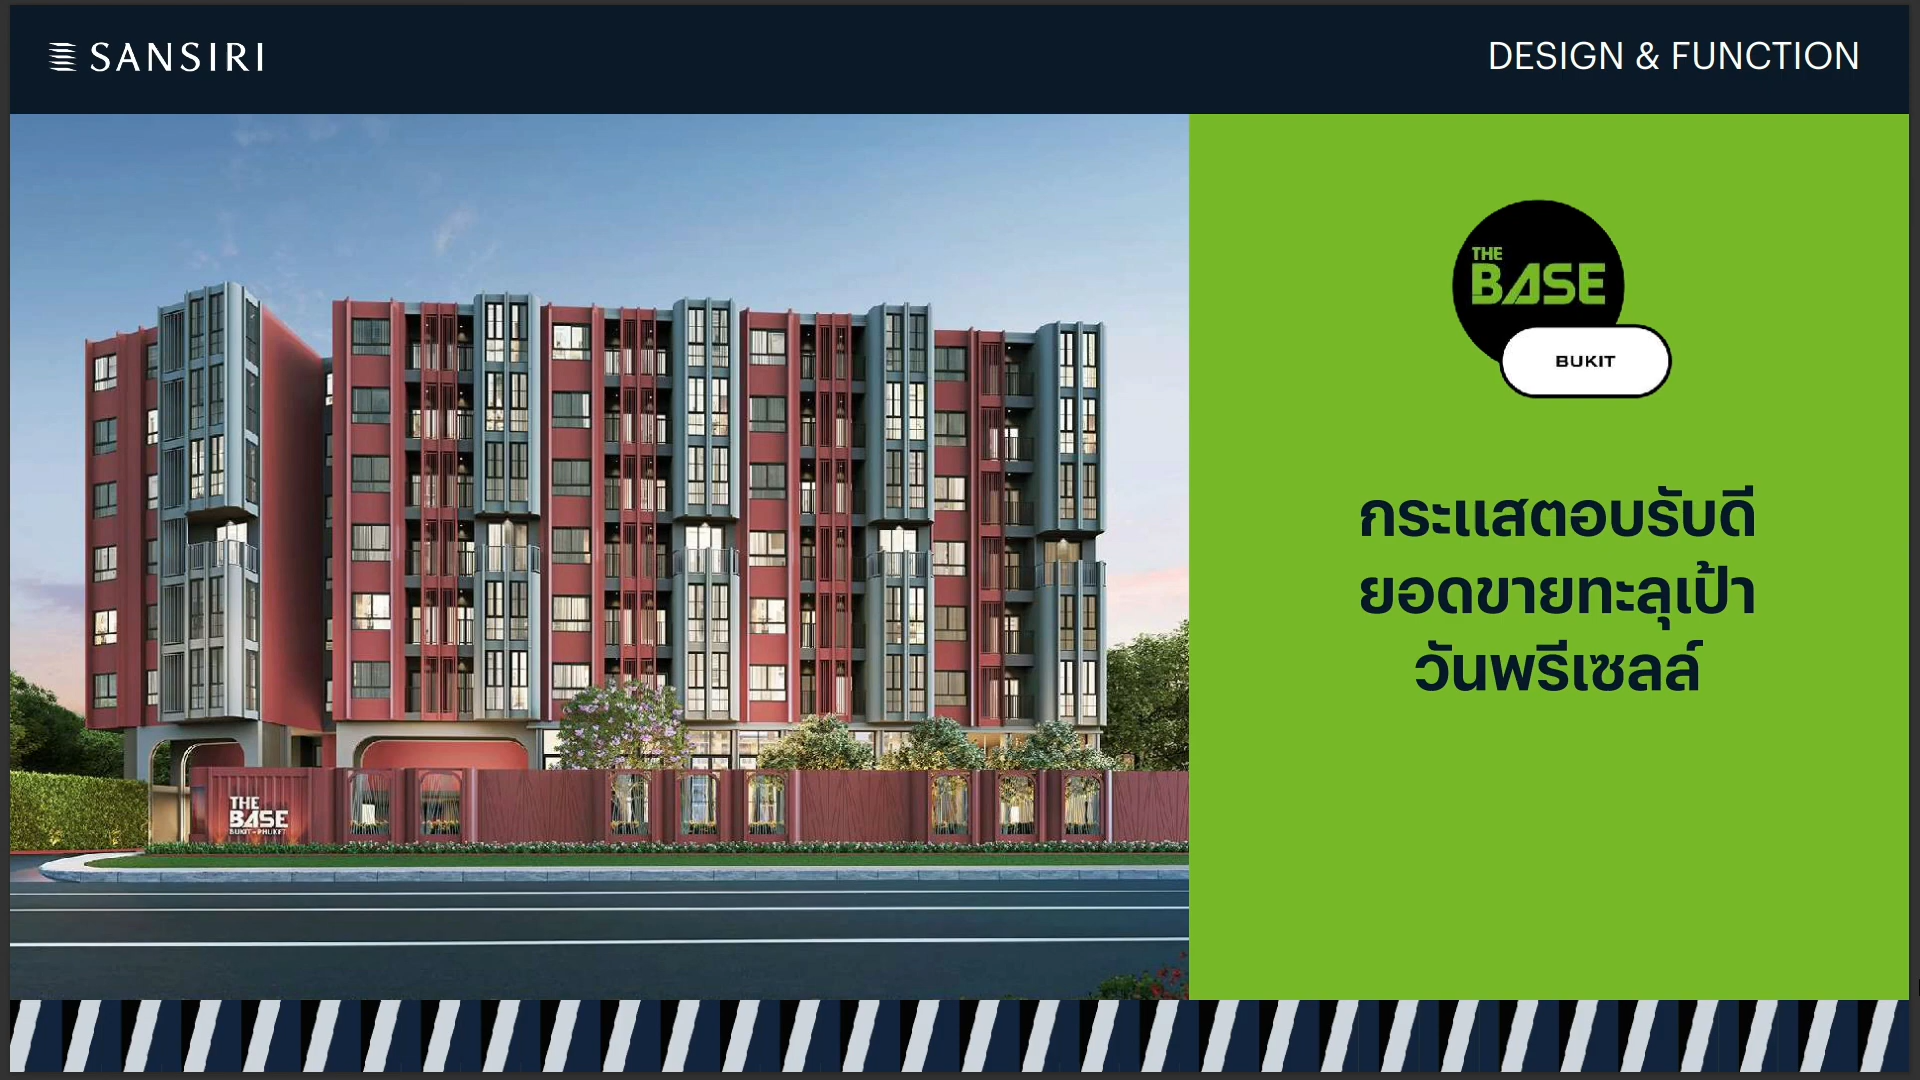 SANSIRI
DESIGN & FUNCTION
THE
BASE
BUKIT
กระแสตอบรับดี
ยอดขายทะลุเป้า
วันพรีเซลล์
THE
BASE
BUKIT - PHUKET